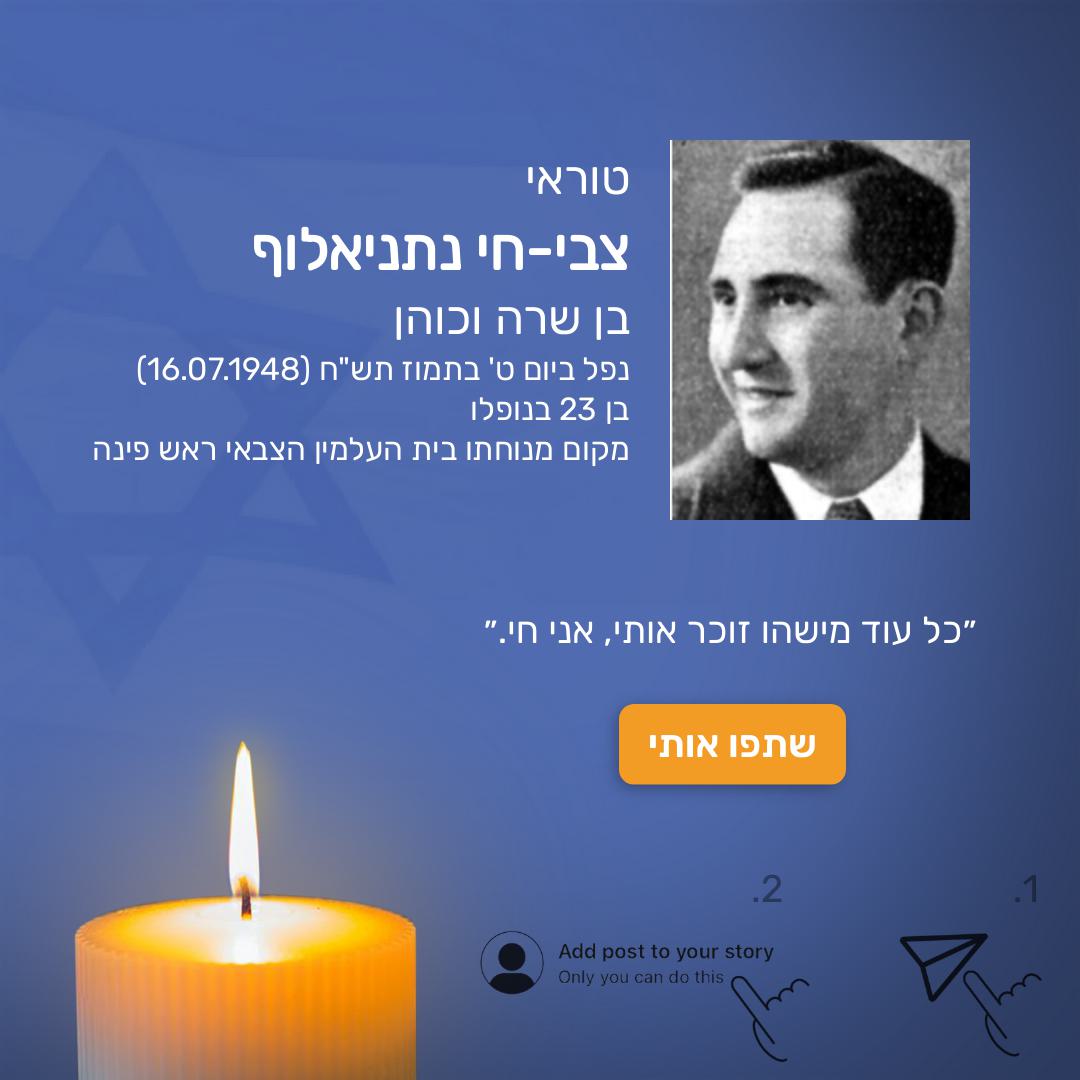 טוראי
צבי-חי נתניאלוף
בן שרה וכוהן
נפל ביום ט' בתמוז תש"ח (16.07.1948)
בן 23 בנופלו
מקום מנוחתו בית העלמין הצבאי ראש פינה
״כל עוד מישהו זוכר אותי, אני חי.״
שתפו אותי
.1
.2
Add post to your story
Only you can do this